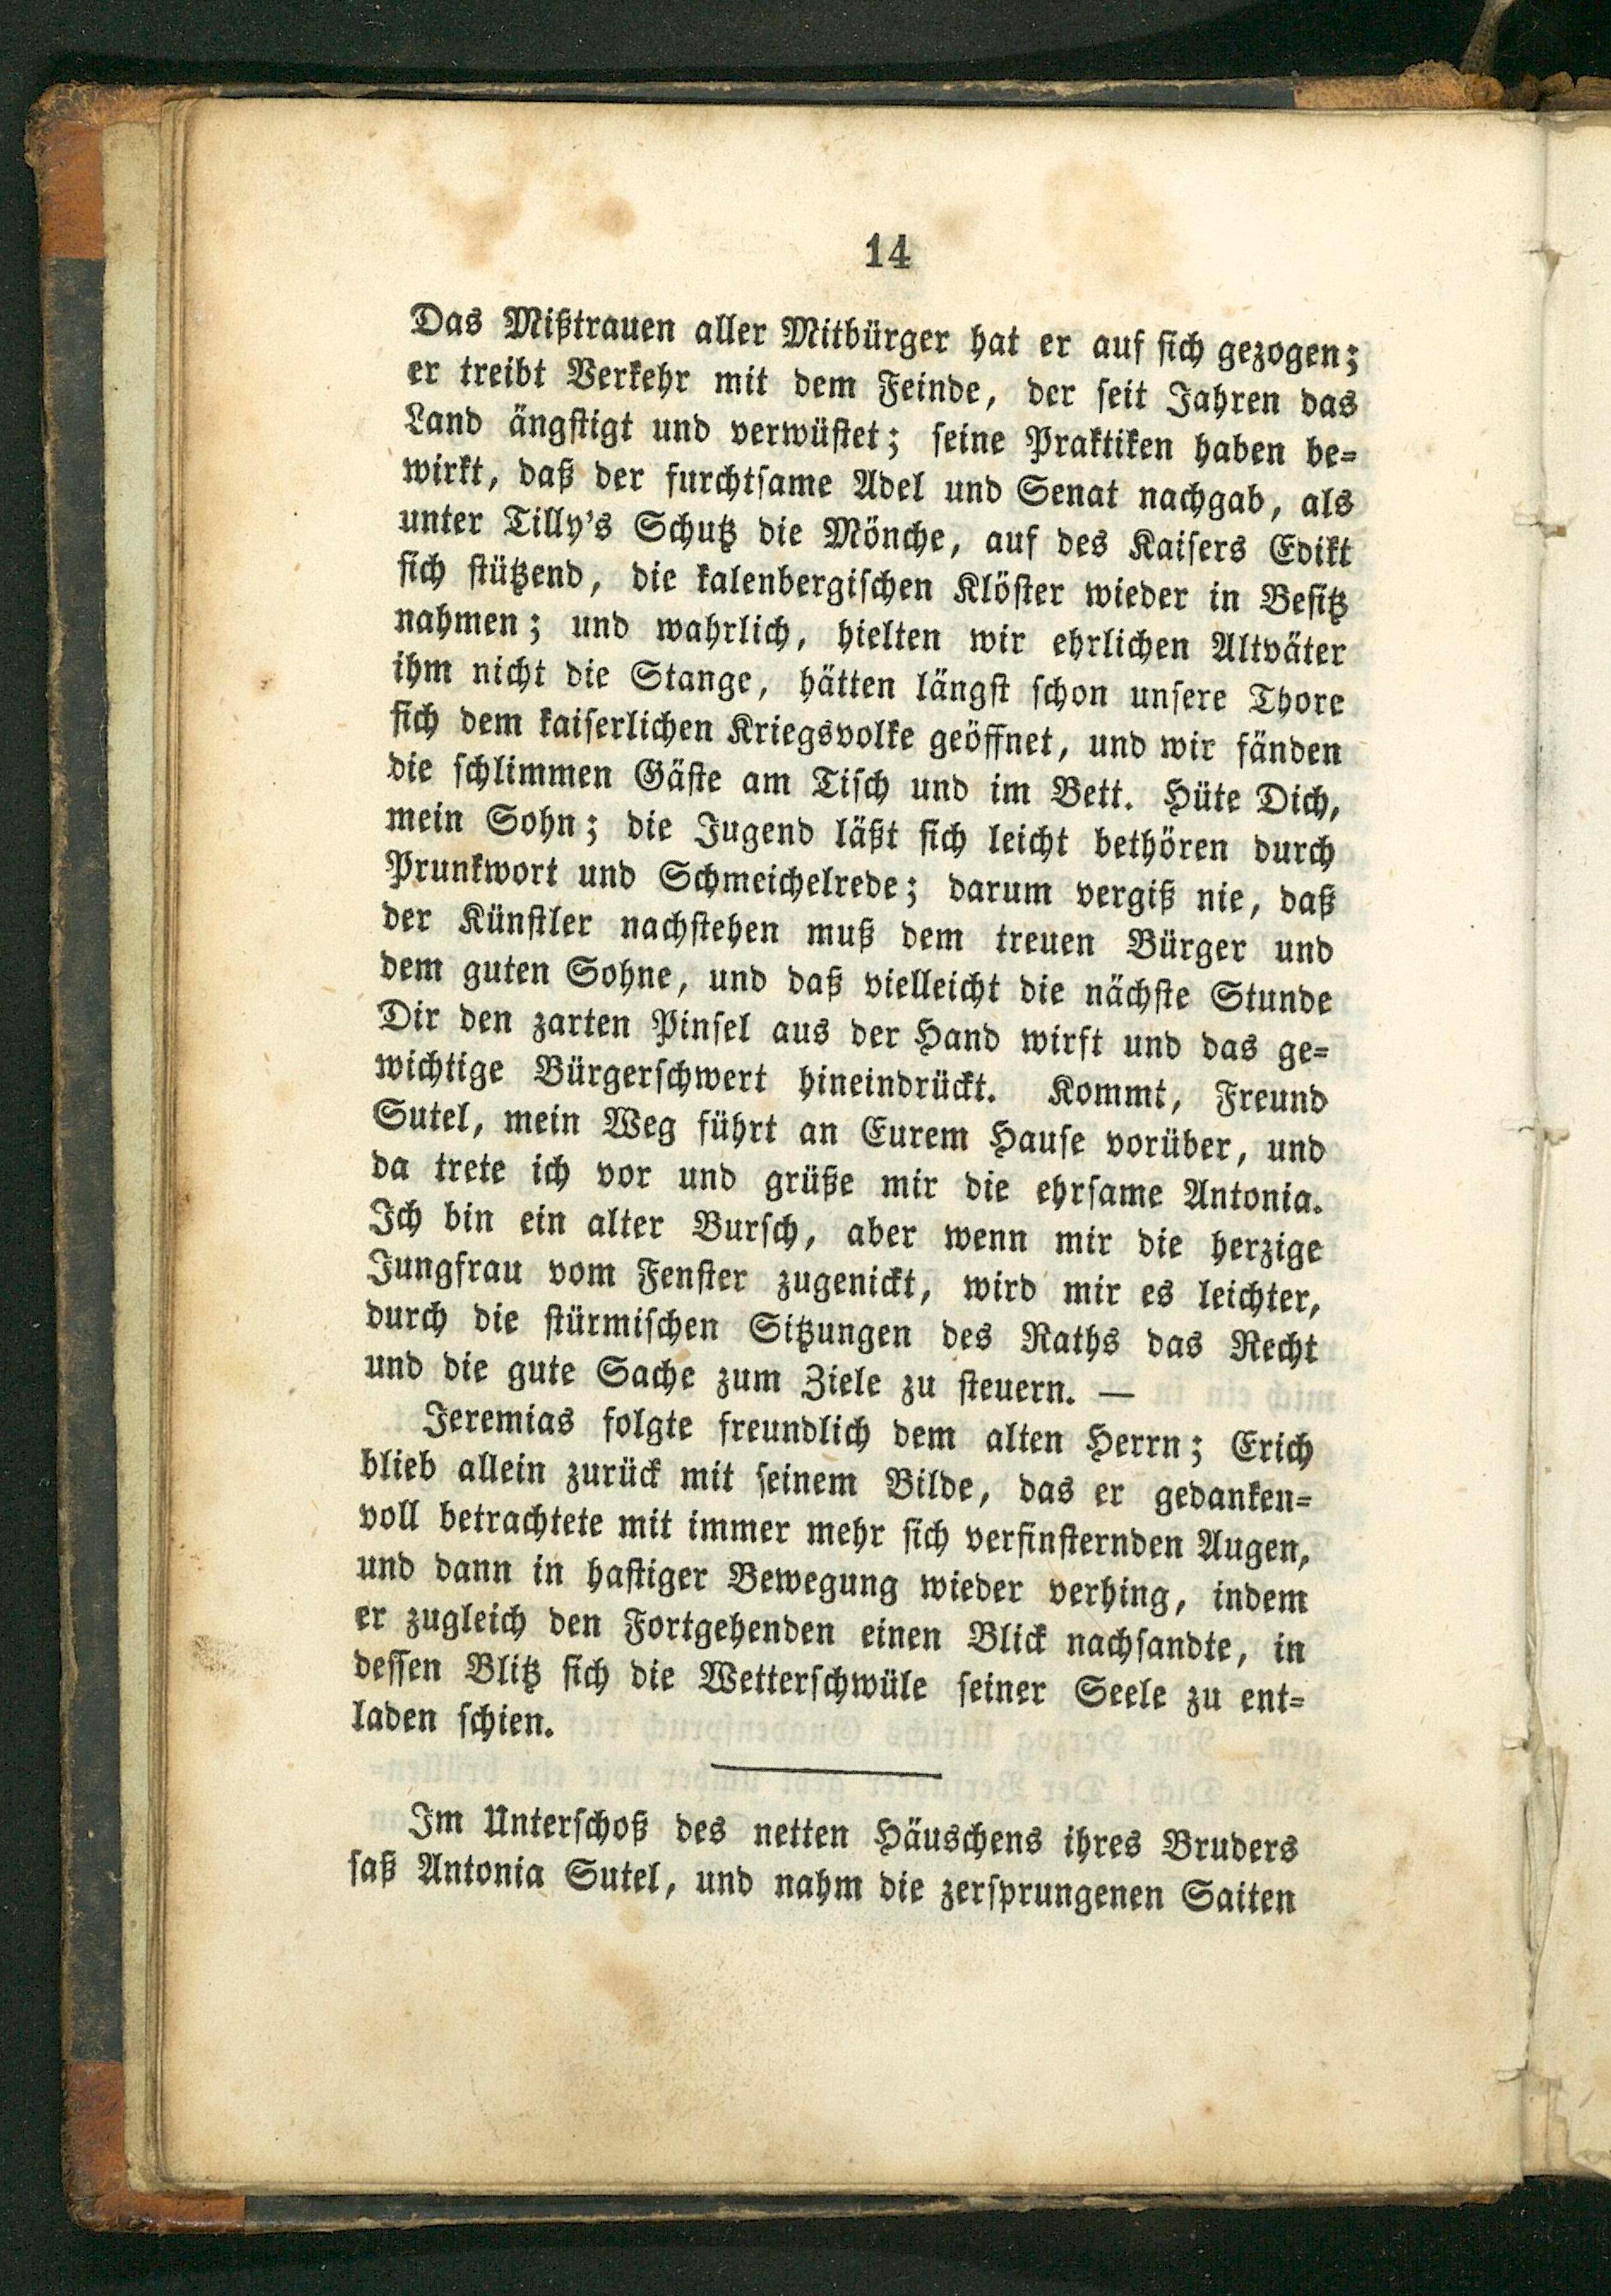 14
Das Mißtrauen aller Mitbürger hat er auf sich gezogen;
er treibt Verkehr mit dem Feinde, der seit Jahren das
Land ängstigt und verwüstet; seine Praktiken haben be-
wirkt, daß der furchtsame Adel und Senat nachgab, als
unter Tilly's Schutz die Mönche, auf des Kaisers Edikt
sich stützend, die kalenbergischen Klöster wieder in Besitz
nahmen; und wahrlich, hielten wir ehrlichen Altväter
ihm nicht die Stange, hätten längst schon unsere Thore
sich dem kaiserlichen Kriegsvolke geöffnet, und wir fänden
die schlimmen Gäste am Tisch und im Bett. Hüte Dich,
mein Sohn; die Jugend läßt sich leicht bethören durch
Prunkwort und Schmeichelrede; darum vergiß nie, daß
der Künstler nachstehen muß dem treuen Bürger und
dem guten Sohne, und daß vielleicht die nächste Stunde
Dir den zarten Pinsel aus der Hand wirft und das ge-
wichtige Bürgerschwert hineindrückt. Kommt, Freund
Sutel, mein Weg führt an Eurem Hause vorüber, und
da trete ich vor und grüße mir die ehrsame Antonia.
Ich bin ein alter Bursch, aber wenn mir die herzige
Jungfrau vom Fenster zugenickt, wird mir es leichter,
durch die stürmischen Sitzungen des Raths das Recht
und die gute Sache zum Ziele zu steuern. —
Jeremias folgte freundlich dem alten Herrn; Erich
blieb allein zurück mit seinem Bilde, das er gedanken-
voll betrachtete mit immer mehr sich verfinsternden Augen,
und dann in hastiger Bewegung wieder verhing, indem
er zugleich den Fortgehenden einen Blick nachsandte, in
dessen Blitz sich die Wetterschwüle seiner Seele zu ent-
laden schien.
Im Unterschoß des netten Häuschens ihres Bruders
saß Antonia Sutel, und nahm die zersprungenen Saiten